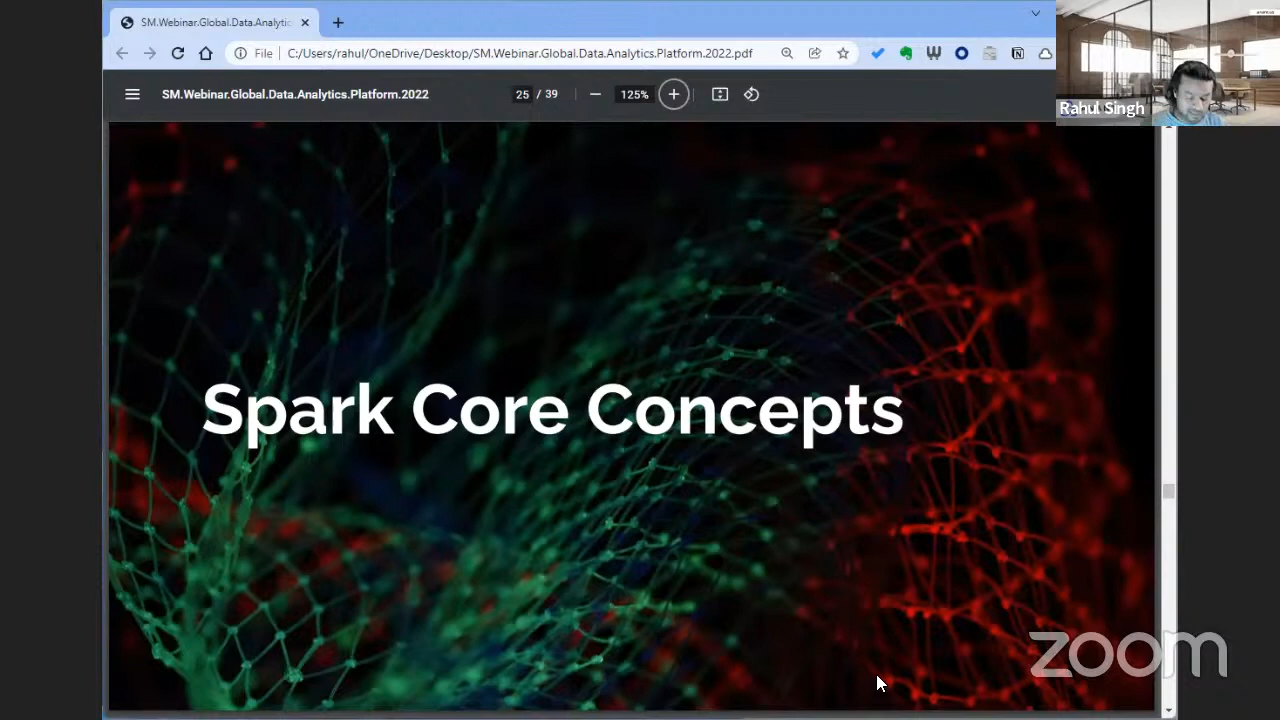 SM.Webinar.Global.Data.Analytic
File
C:/Users/rahul/OneDrive/Desktop/SM.Webinar.Global.Data.Analytics.Platform.2022.pdf
SM.Webinar.Global.Data.Analytics.Platform.2022
25 / 39
125%
Rahul Singh
Spark Core Concepts
zoom